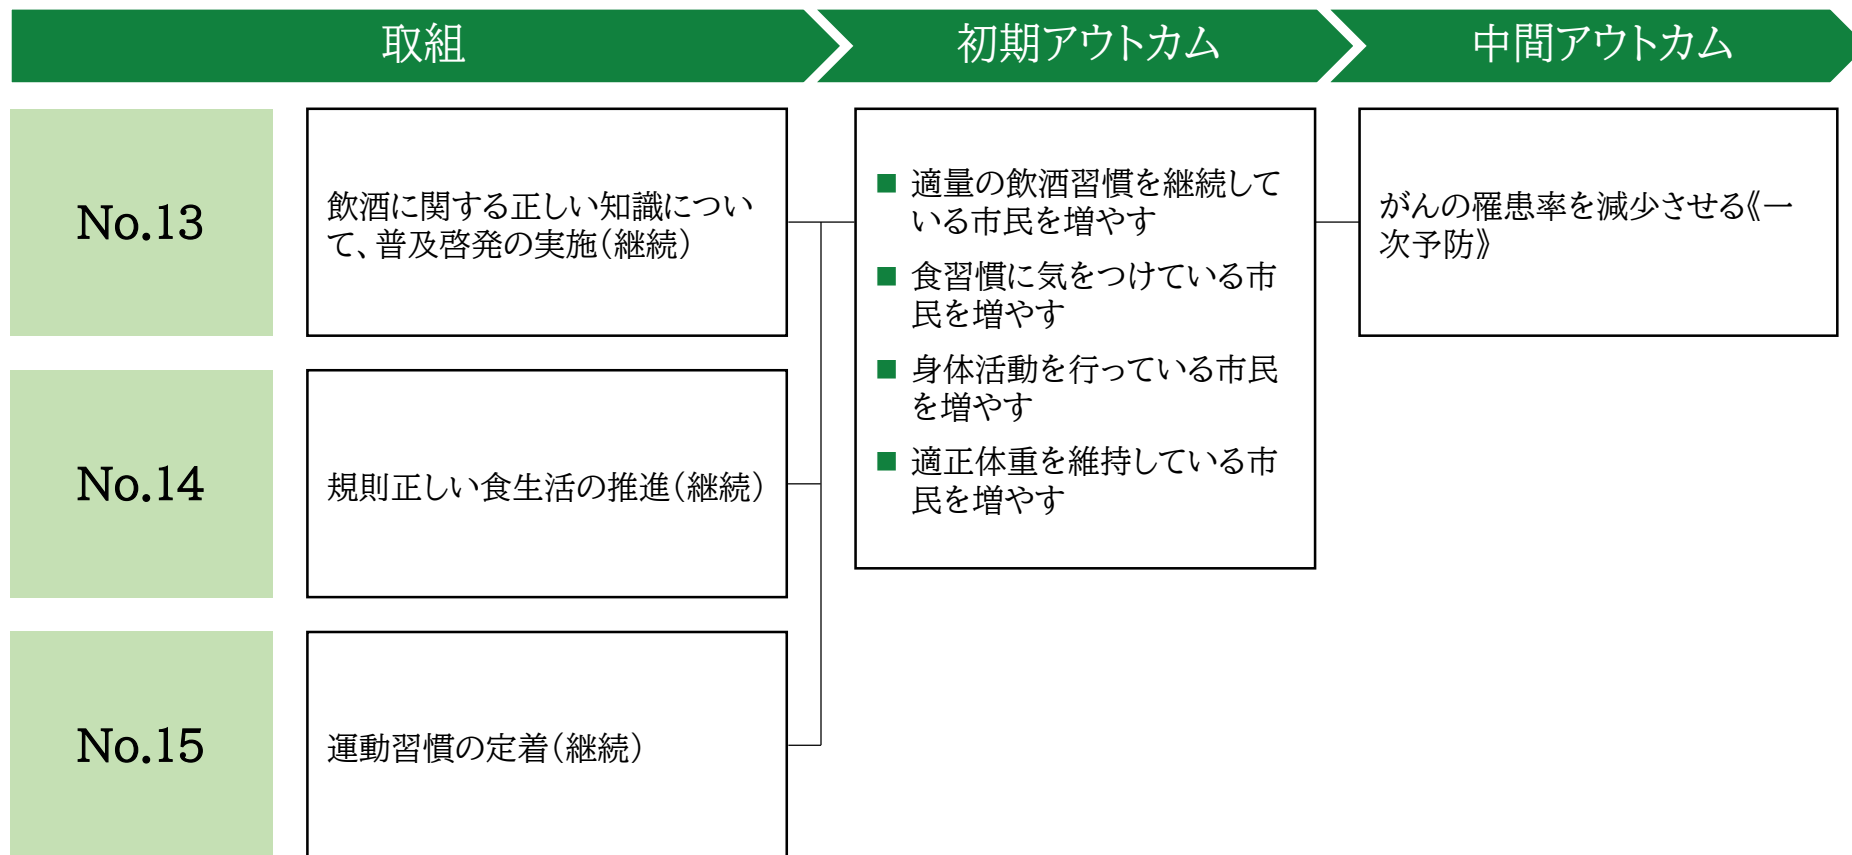 取組
初期アウトカム
中間アウトカム
No.13
飲酒に関する正しい知識につい
て、普及啓発の実施（継続）
■ 適量の飲酒習慣を継続して
いる市民を増やす
■ 食習慣に気をつけている市
民を増やす
■ 身体活動を行っている市民
を増やす
■ 適正体重を維持している市
民を増やす
がんの罹患率を減少させる《一
次予防》
No.14
規則正しい食生活の推進（継続）
No.15
運動習慣の定着（継続）